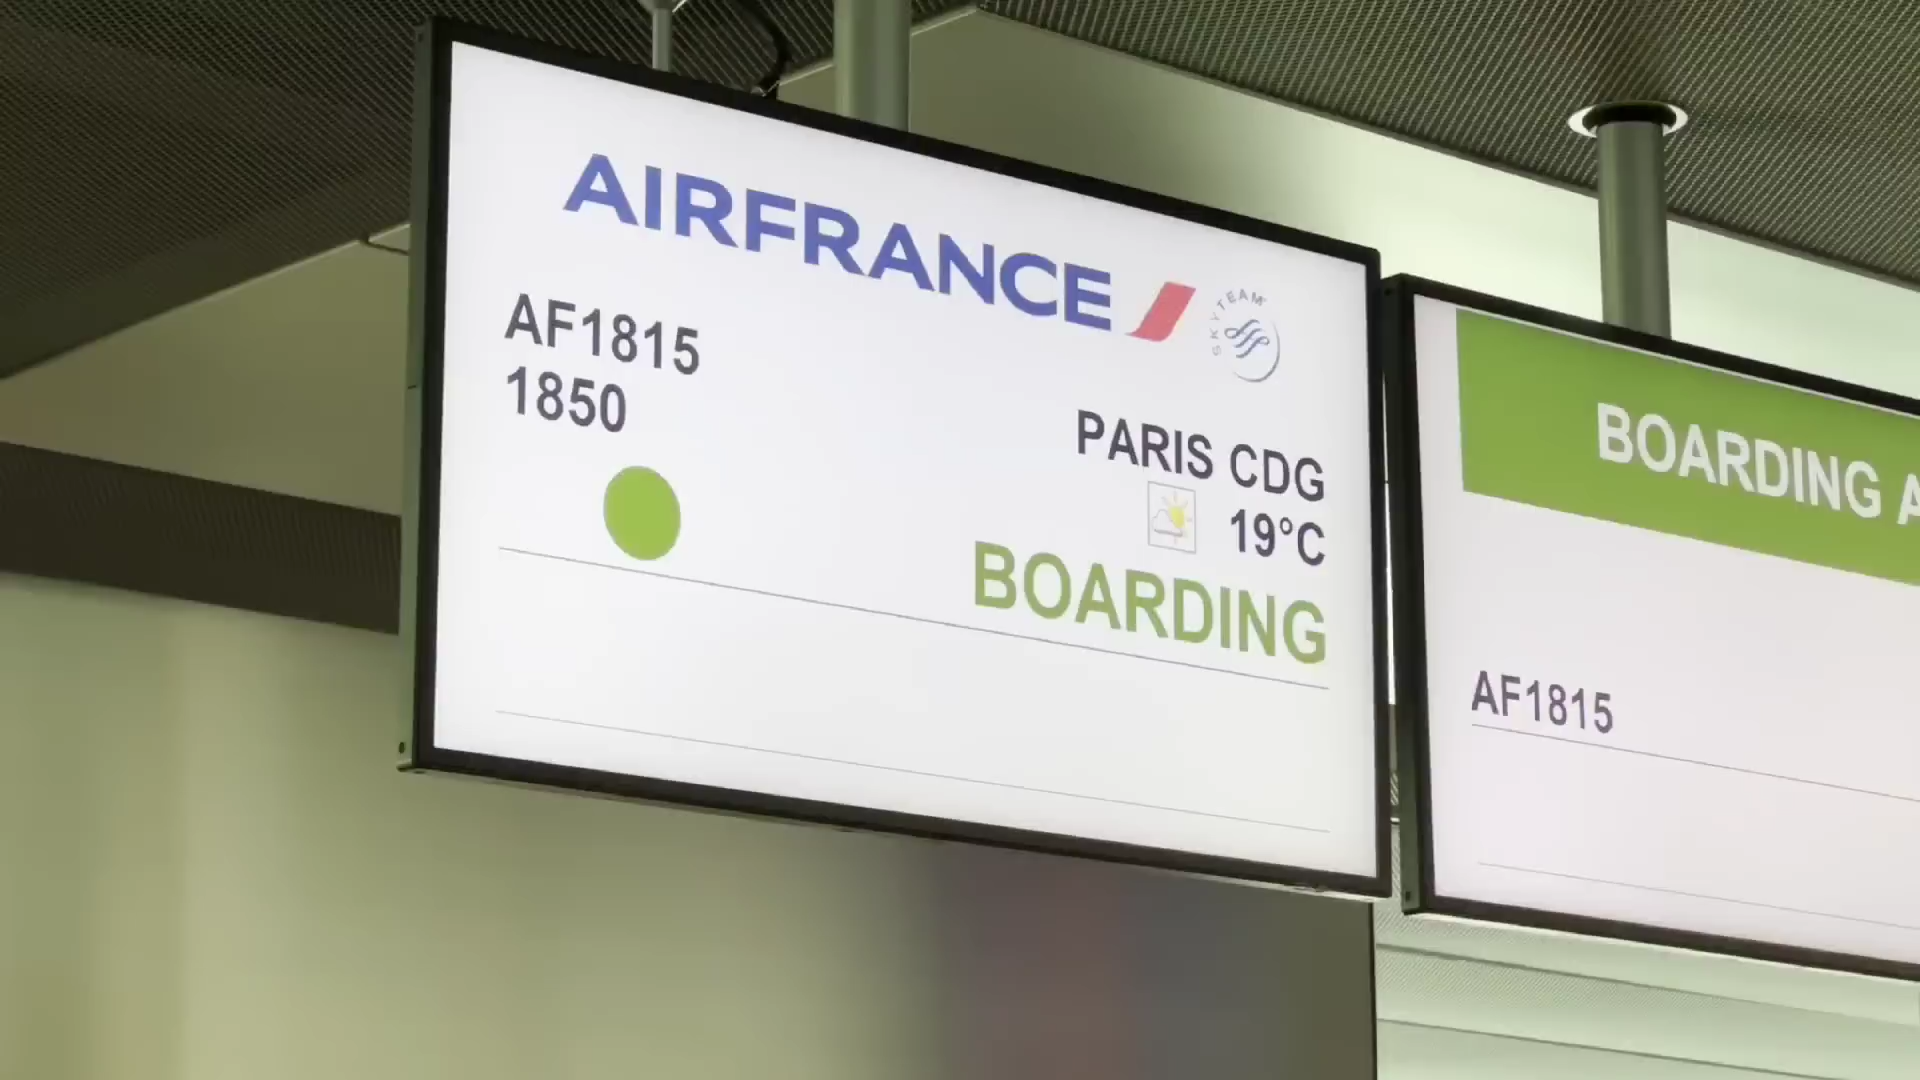 AIRFRANCE
SKYTEAM
AF1815
1850
PARIS CDG
19°C
BOARDING
BOARDING
AF1815